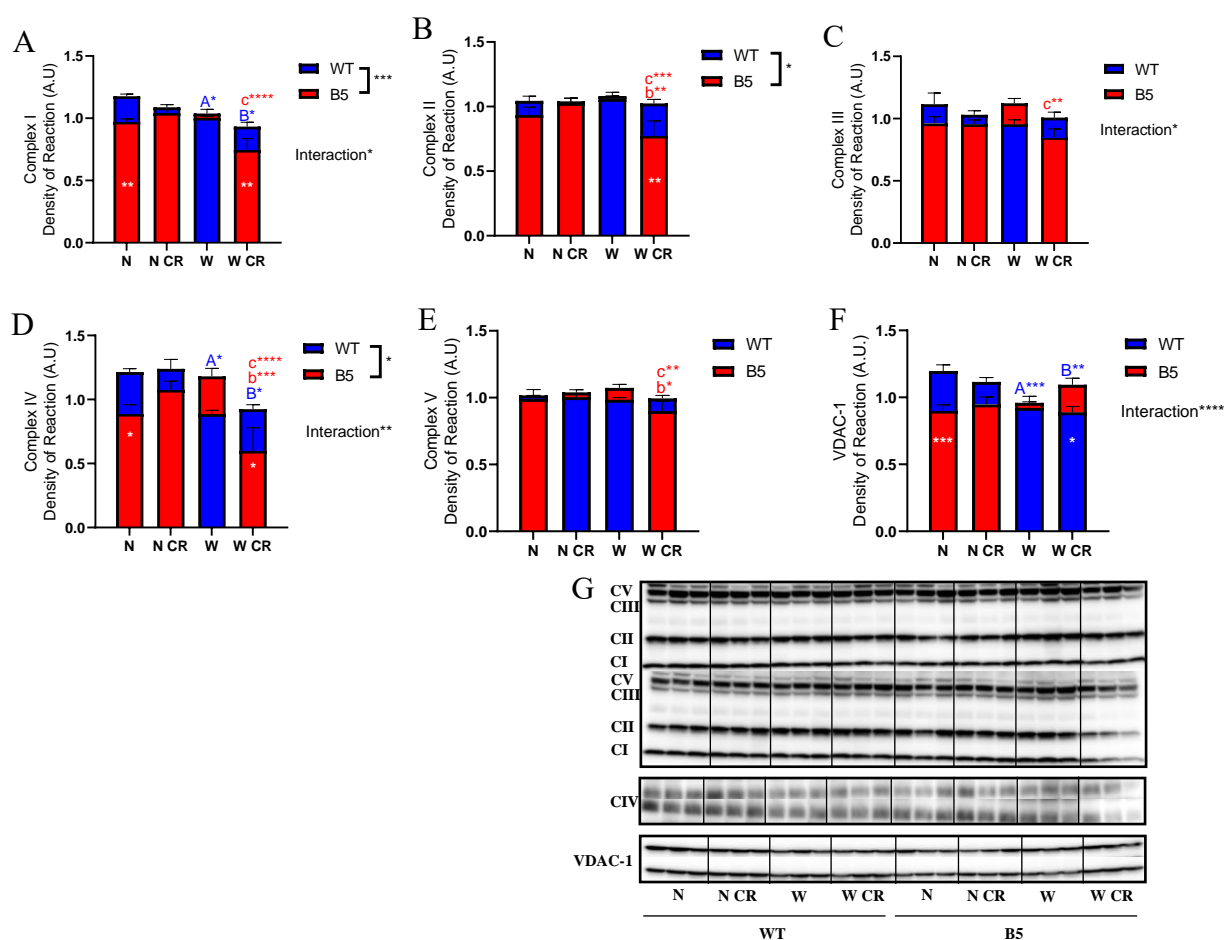 A
Complex I
Density of Reaction (A.U)
1.5
1.0
0.5
0.0
A*
c****
B*
**
**
N
N CR
W
W CR
WT
B5
***
Interaction*
B
Complex II
Density of Reaction (A.U)
1.5
1.0
0.5
0.0
c***
b**
**
N
N CR
W
W CR
WT
B5
*
C
Complex III
Density of Reaction (A.U)
1.5
1.0
0.5
0.0
c**
N
N CR
W
W CR
WT
B5
Interaction*
D
Complex IV
Density of Reaction (A.U)
1.5
1.0
0.5
0.0
A*
c****
b***
B*
*
*
N
N CR
W
W CR
WT
B5
*
Interaction**
E
Complex V
Density of Reaction (A.U)
1.5
1.0
0.5
0.0
c**
b*
N
N CR
W
W CR
WT
B5
F
VDAC-1
Density of Reaction (A.U.)
1.5
1.0
0.5
0.0
A***
B**
***
*
N
N CR
W
W CR
WT
B5
Interaction****
G
CV
CIII
CII
CI
CV
CIII
CII
CI
CIV
VDAC-1
N N CR W W CR N N CR W W CR
WT B5